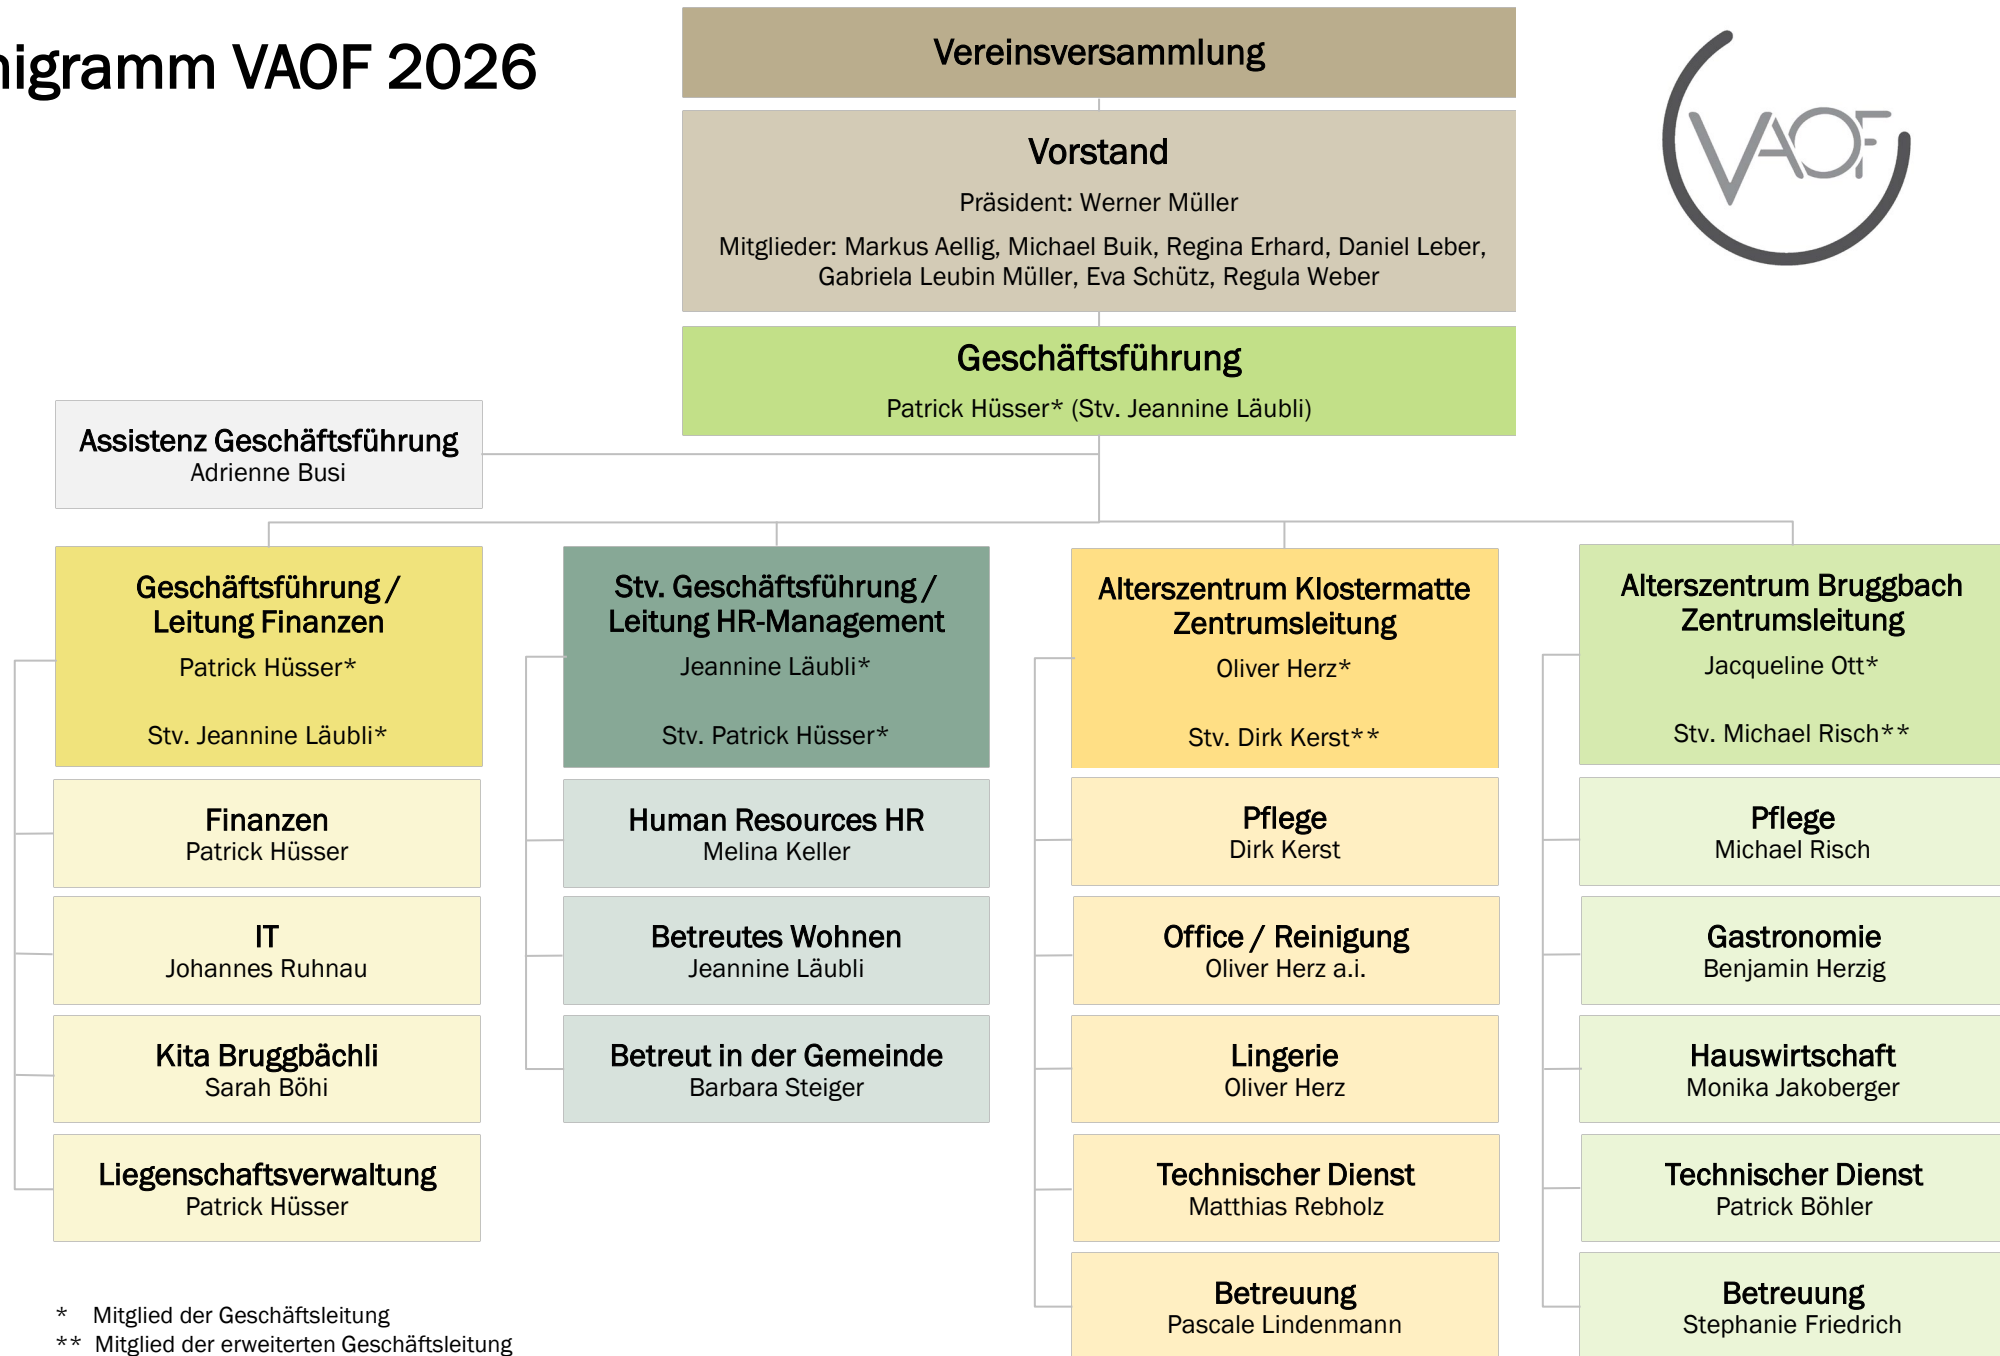 nigramm VAOF 2026
Vereinsversammlung
Vorstand
Präsident: Werner Müller
Mitglieder: Markus Aellig, Michael Buik, Regina Erhard, Daniel Leber,
Gabriela Leubin Müller, Eva Schütz, Regula Weber
VAOF
Geschäftsführung
Patrick Hüsser* (Stv. Jeannine Läubli)
Assistenz Geschäftsführung
Adrienne Busi
Geschäftsführung /
Leitung Finanzen
Patrick Hüsser*
Stv. Jeannine Läubli*
Finanzen
Patrick Hüsser
IT
Johannes Ruhnau
Kita Bruggbächli
Sarah Böhi
Liegenschaftsverwaltung
Patrick Hüsser
Stv. Geschäftsführung /
Leitung HR-Management
Jeannine Läubli*
Stv. Patrick Hüsser*
Human Resources HR
Melina Keller
Betreutes Wohnen
Jeannine Läubli
Betreut in der Gemeinde
Barbara Steiger
Alterszentrum Klostermatte
Zentrumsleitung
Oliver Herz*
Stv. Dirk Kerst**
Pflege
Dirk Kerst
Office / Reinigung
Oliver Herz a.i.
Lingerie
Oliver Herz
Technischer Dienst
Matthias Rebholz
Betreuung
Pascale Lindenmann
Alterszentrum Bruggbach
Zentrumsleitung
Jacqueline Ott*
Stv. Michael Risch**
Pflege
Michael Risch
Gastronomie
Benjamin Herzig
Hauswirtschaft
Monika Jakoberger
Technischer Dienst
Patrick Böhler
Betreuung
Stephanie Friedrich
* Mitglied der Geschäftsleitung
** Mitglied der erweiterten Geschäftsleitung